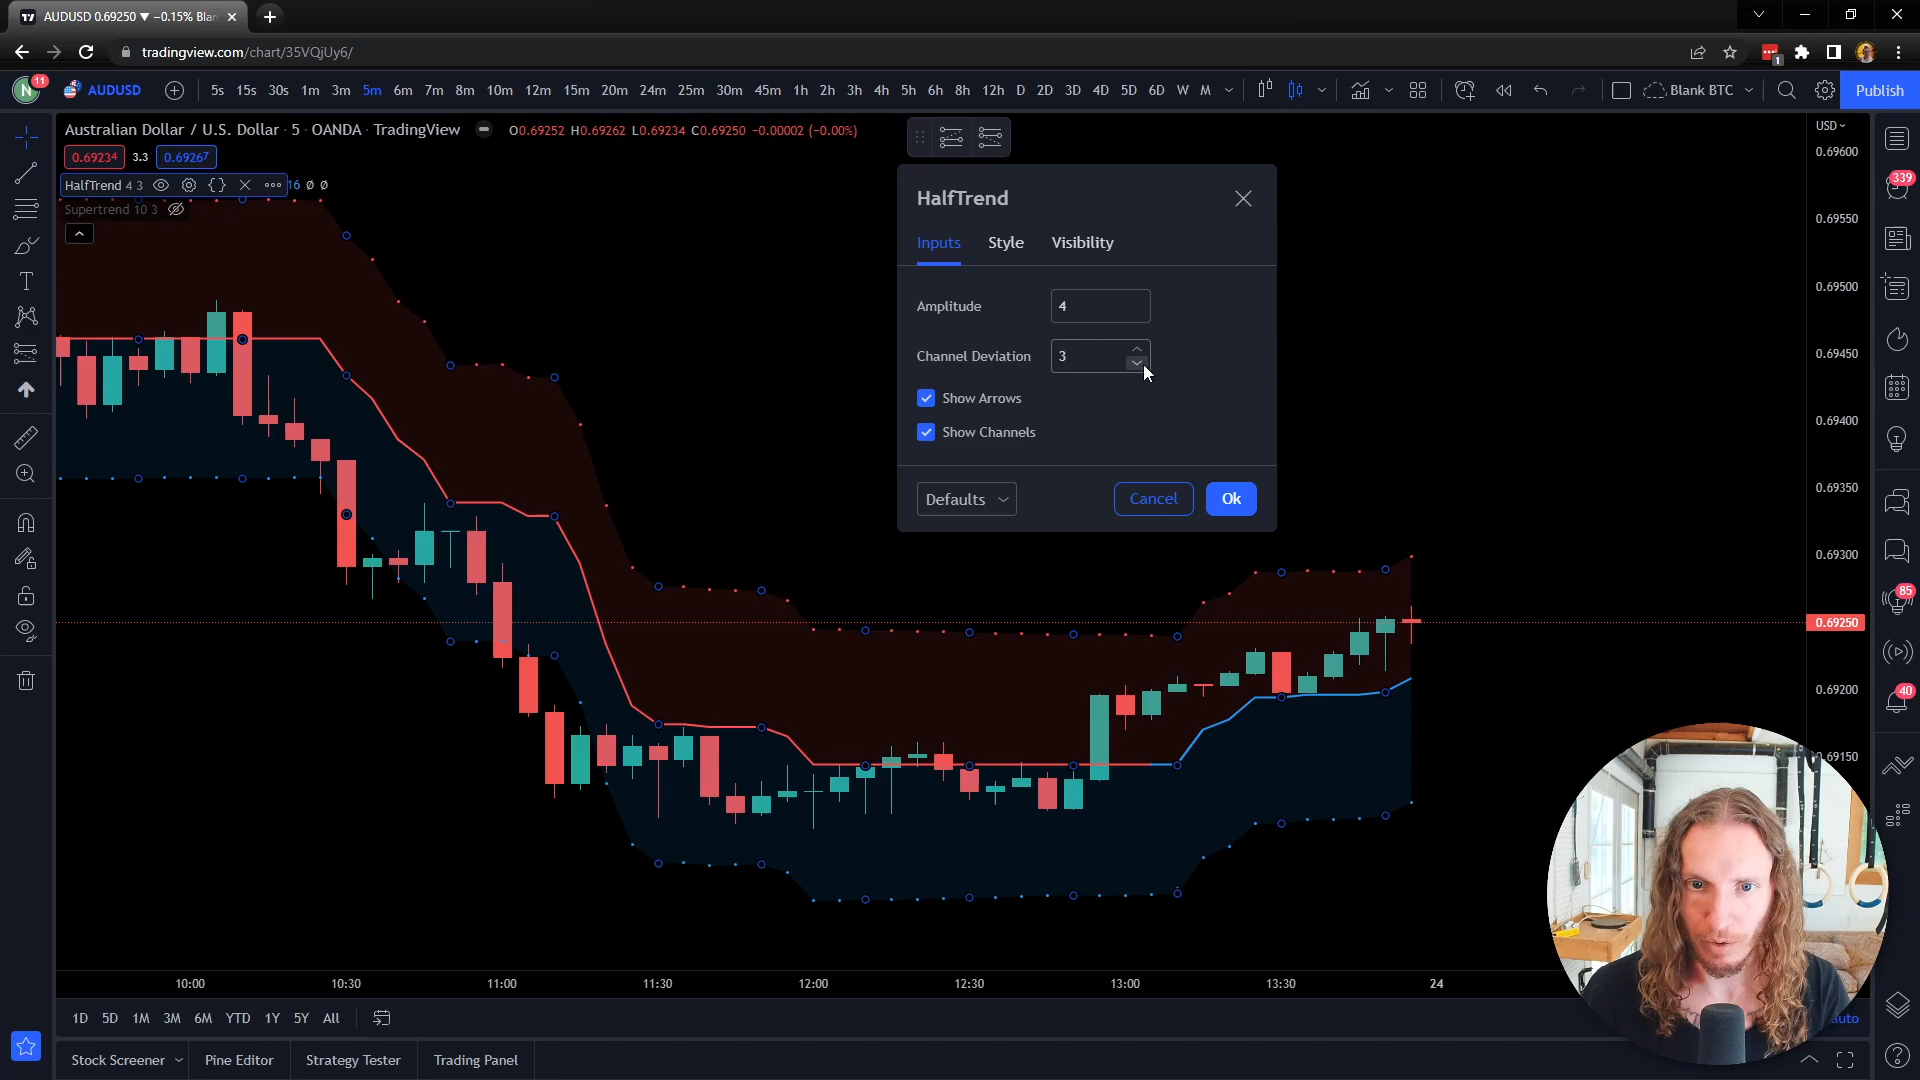 AUDUSD 0.69250 ▼ −0.15% Blan
tradingview.com/chart/35VQjUy6/
1
N 11 AUDUSD 5s 15s 30s 1m 3m 5m 6m 7m 8m 10m 12m 15m 20m 24m 25m 30m 45m 1h 2h 3h 4h 5h 6h 8h 12h D 2D 3D 4D 5D 6D W M Blank BTC Publish
Australian Dollar / U.S. Dollar · 5 · OANDA · TradingView O0.69252 H0.69262 L0.69234 C0.69250 −0.00002 (−0.00%)
USD
0.69234 3.3 0.69267
HalfTrend 4 3 16 ø ø
Supertrend 10 3
HalfTrend
Inputs Style Visibility
Amplitude 4
Channel Deviation 3
Show Arrows
Show Channels
Defaults Cancel Ok
0.69600
0.69550
0.69500
0.69450
0.69400
0.69350
0.69300
0.69250
0.69200
0.69150
339
85
40
10:00 10:30 11:00 11:30 12:00 12:30 13:00 13:30 24
1D 5D 1M 3M 6M YTD 1Y 5Y All auto
Stock Screener Pine Editor Strategy Tester Trading Panel